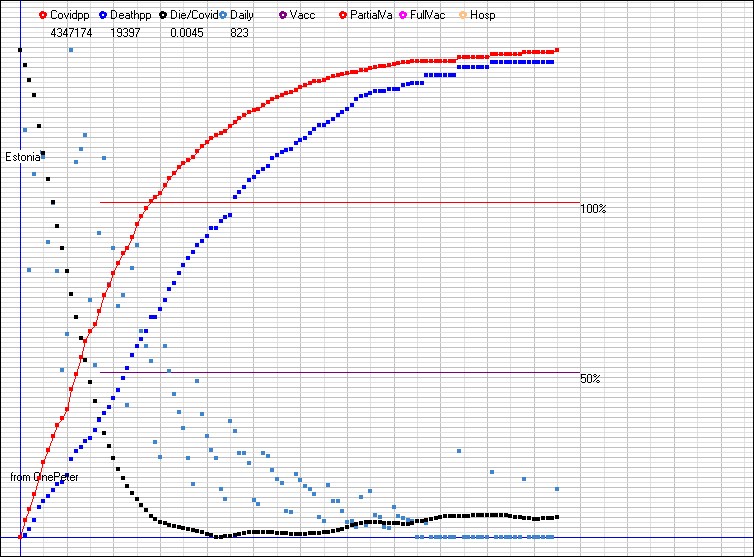 Covidpp Deathpp Die/Covid Daily Vacc PartialVa FullVac Hosp
4347174 19397 0.0045 823
Estonia
100%
50%
from OnePeter